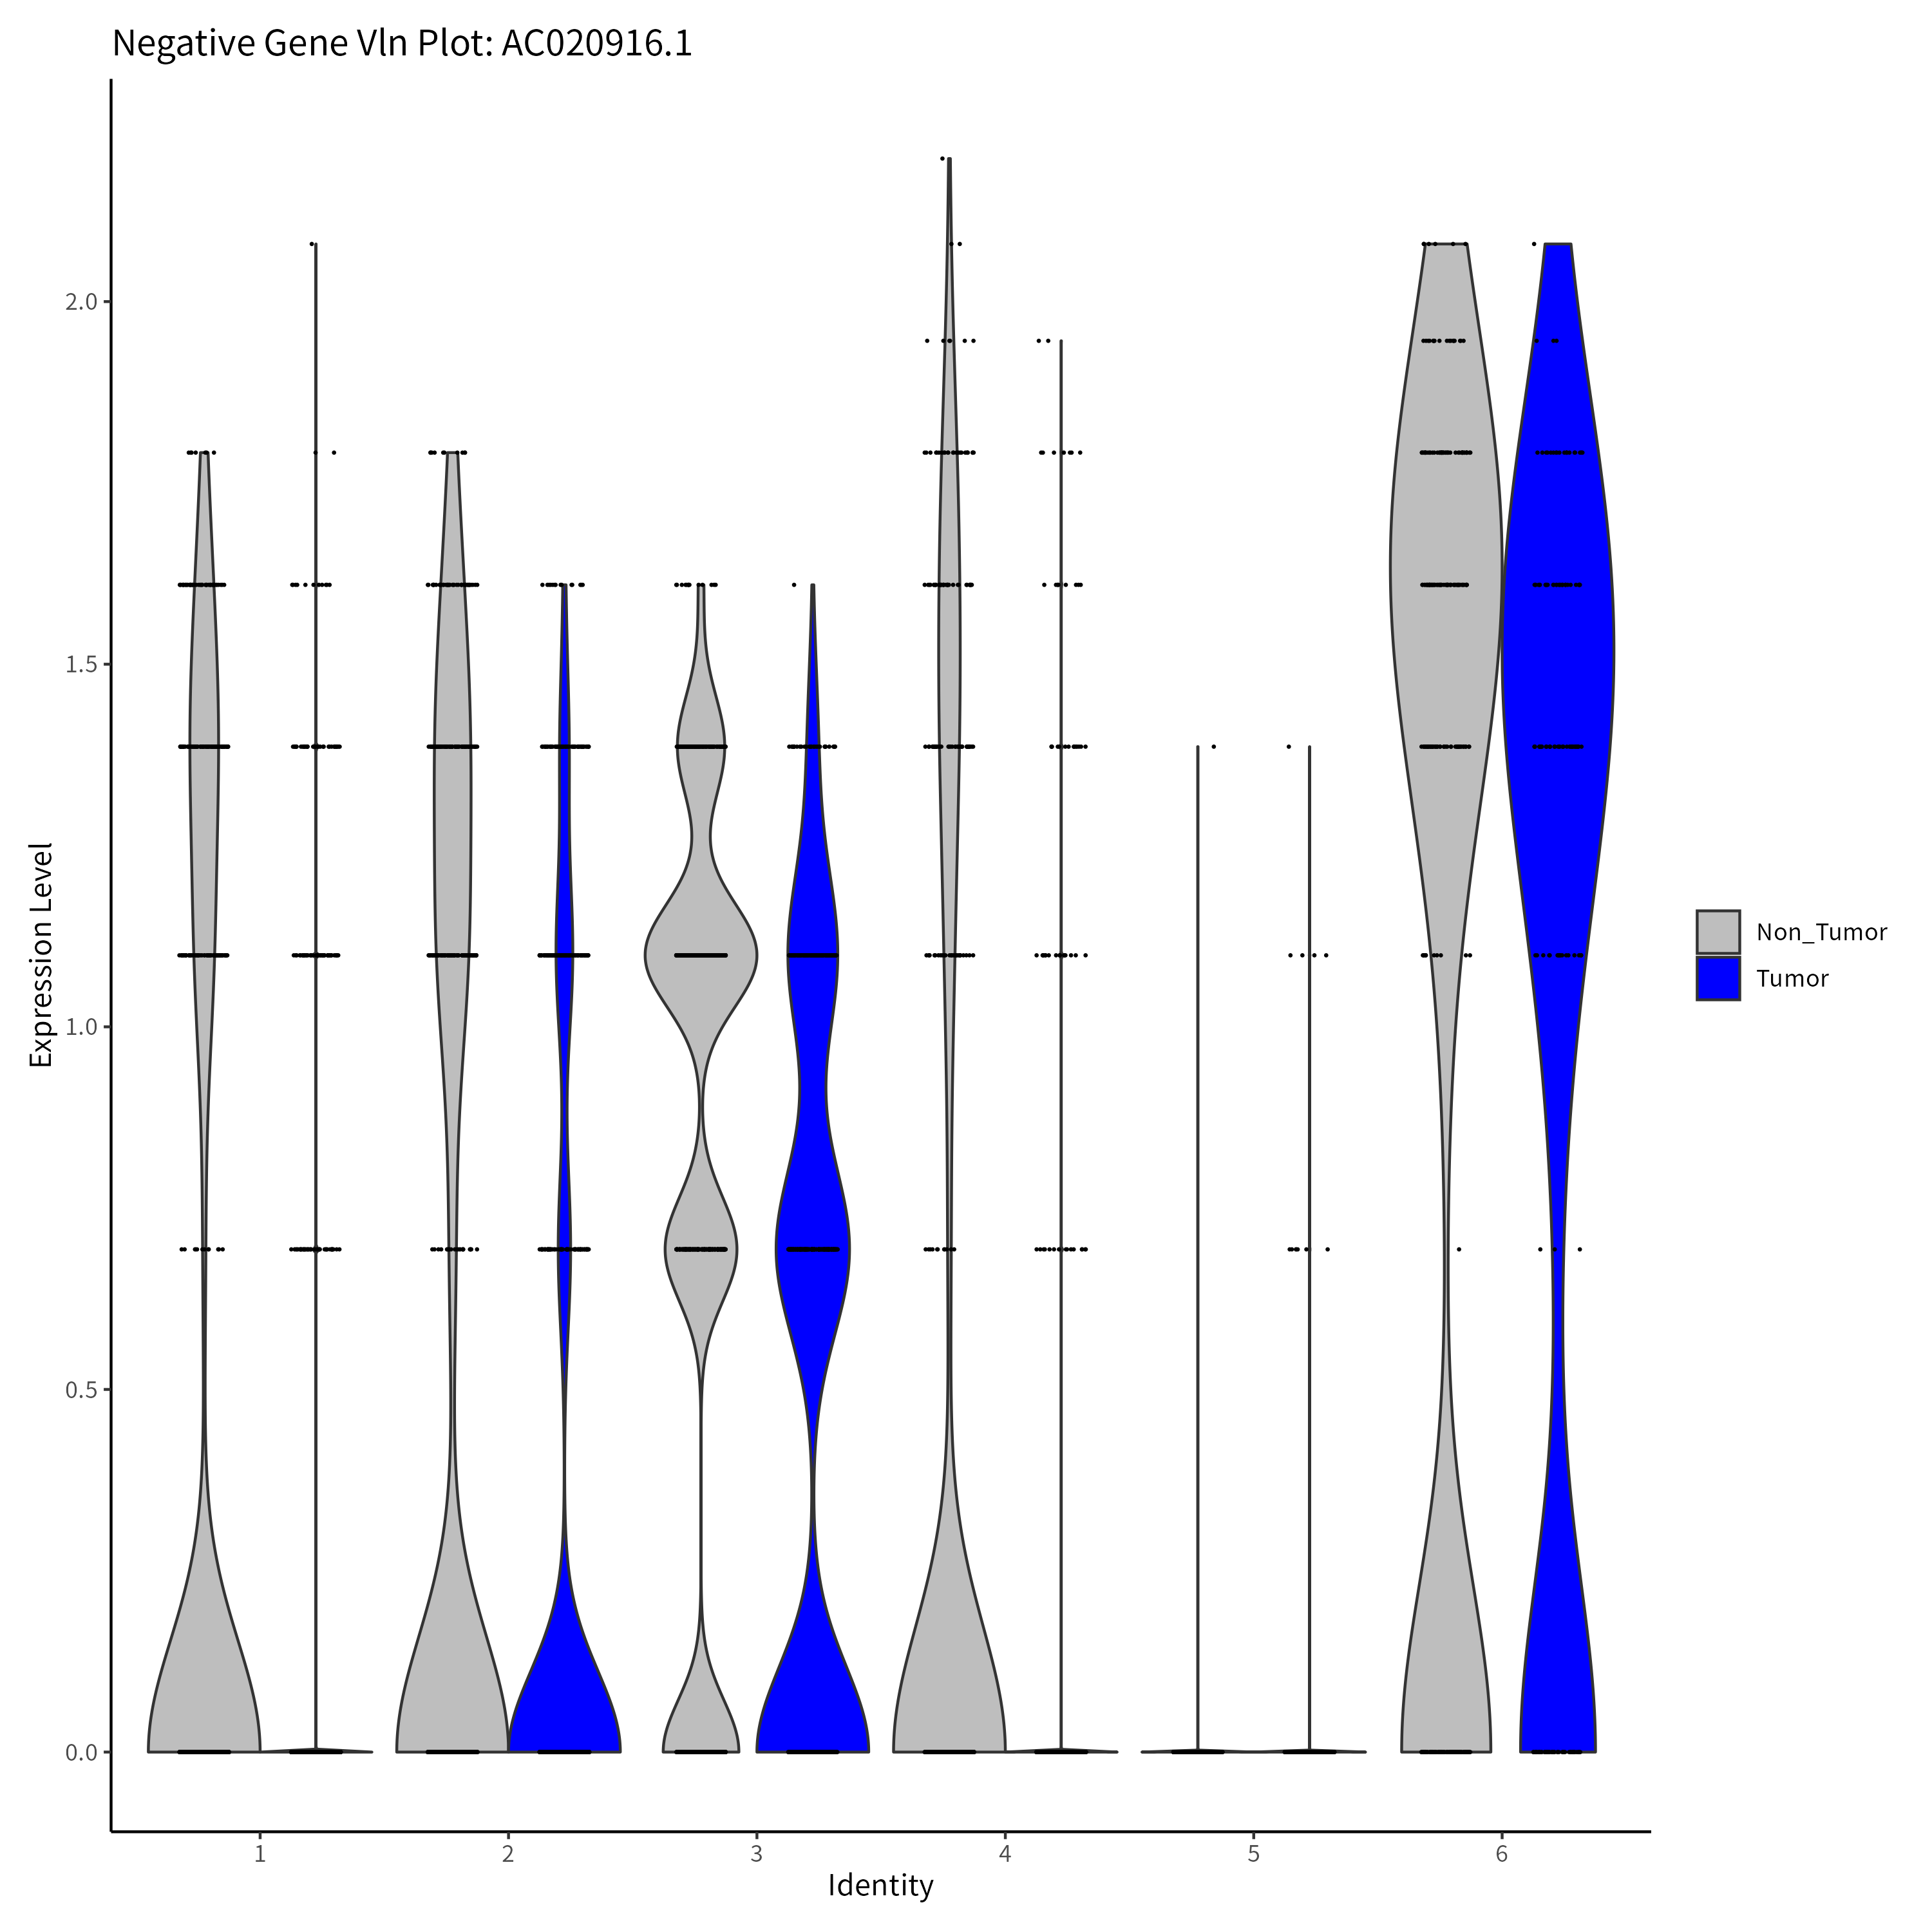 Negative Gene Vln Plot: AC020916.1
Expression Level
2.0
1.5
1.0
0.5
0.0
1 2 3 4 5 6
Identity
Non_Tumor
Tumor